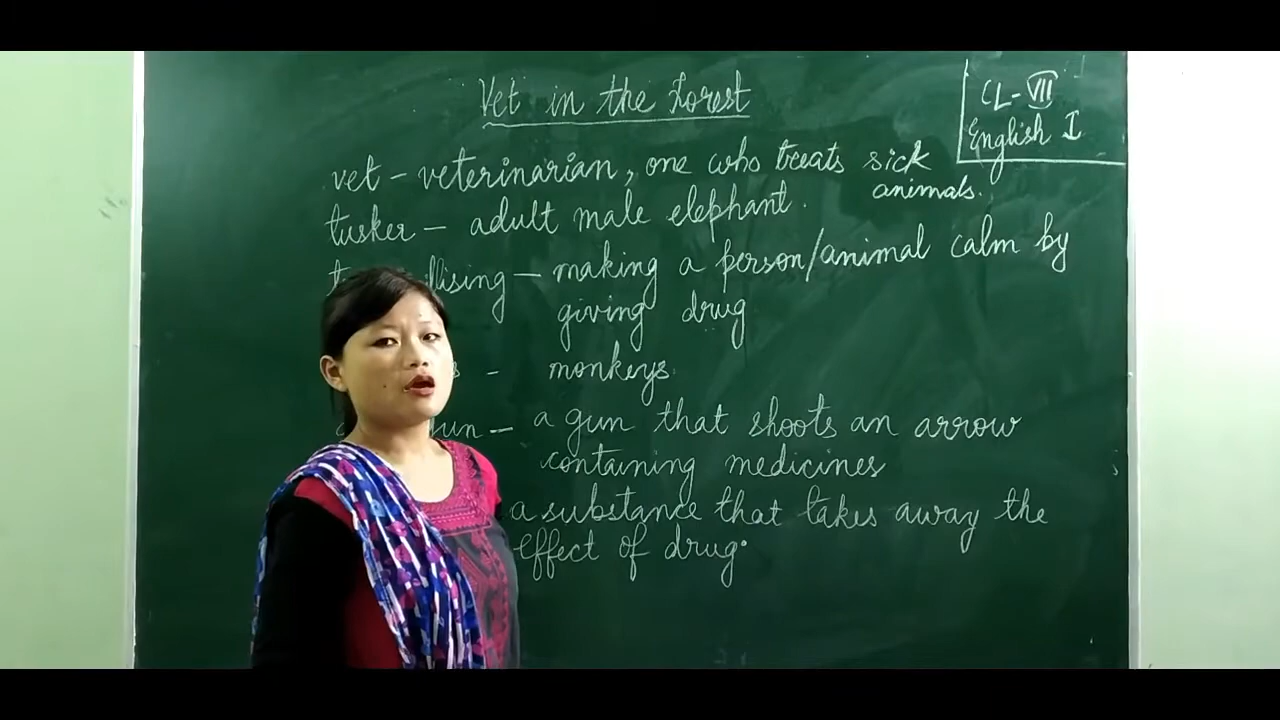 Vet in the Forest
CL-VII
English I
vet - veterinarian, one who treats sick
animals.
tusker - adult male elephant.
llising - making a person/animal calm by
giving drug
s - monkeys.
gun - a gun that shoots an arrow
containing medicines
a substance that takes away the
effect of drug.